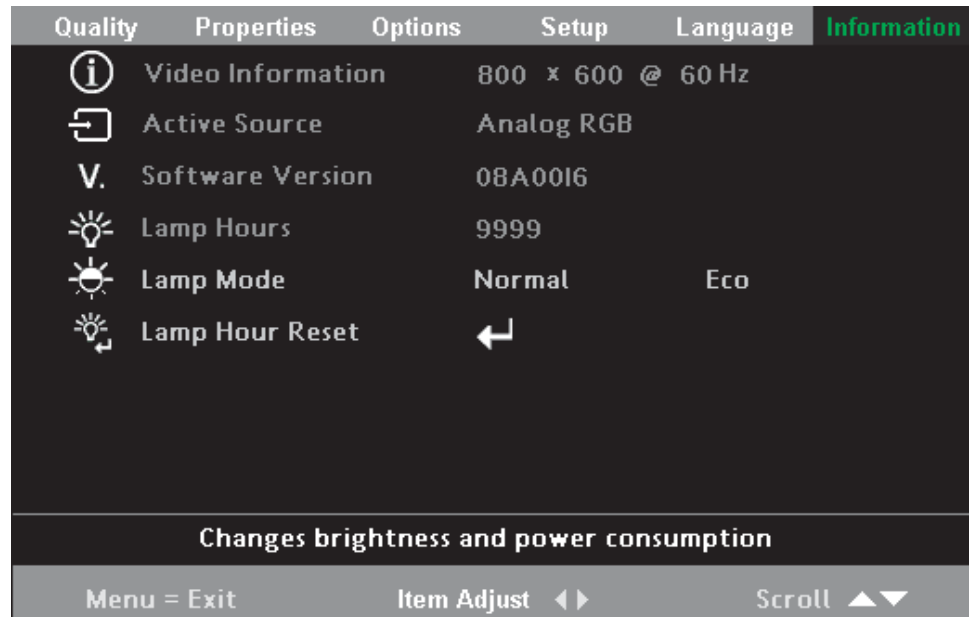 Quality Properties Options Setup Language Information
Video Information 800 x 600 @ 60 Hz
Active Source Analog RGB
V. Software Version 08A00I6
Lamp Hours 9999
Lamp Mode Normal Eco
Lamp Hour Reset
Changes brightness and power consumption
Menu = Exit Item Adjust Scroll